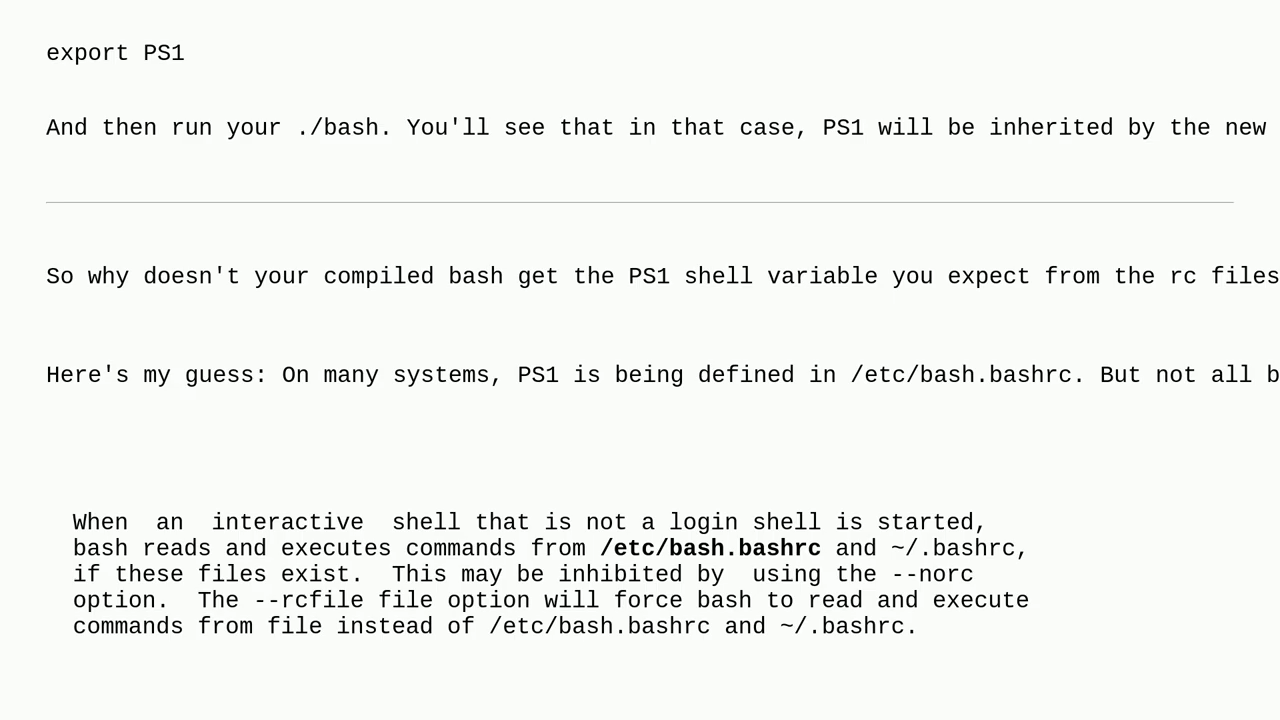 export PS1
And then run your ./bash. You'll see that in that case, PS1 will be inherited by the new
So why doesn't your compiled bash get the PS1 shell variable you expect from the rc files
Here's my guess: On many systems, PS1 is being defined in /etc/bash.bashrc. But not all b
When  an  interactive  shell that is not a login shell is started,
bash reads and executes commands from /etc/bash.bashrc and ~/.bashrc,
if these files exist.  This may be inhibited by  using the --norc
option.  The --rcfile file option will force bash to read and execute
commands from file instead of /etc/bash.bashrc and ~/.bashrc.